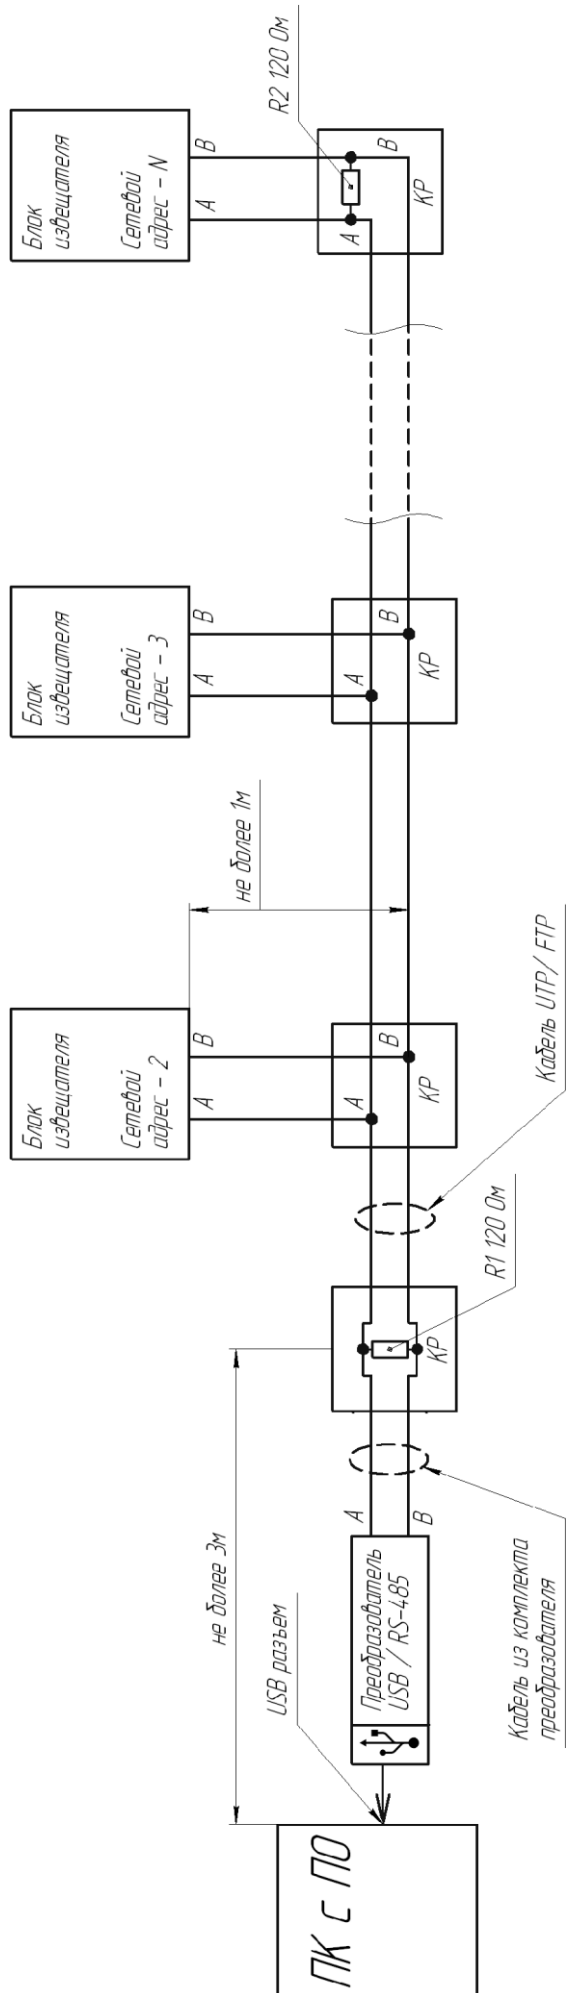 ПК с ПО
USB разъем
не более 3м
Преобразователь
USB / RS-485
A
B
Кабель из комплекта
преобразователя
КР
R1 120 Ом
Кабель UTP/ FTP
Блок
извещателя
Сетевой
адрес - 2
A
B
A
B
КР
не более 1м
Блок
извещателя
Сетевой
адрес - 3
A
B
A
B
КР
Блок
извещателя
Сетевой
адрес - N
A
B
A
B
КР
R2 120 Ом